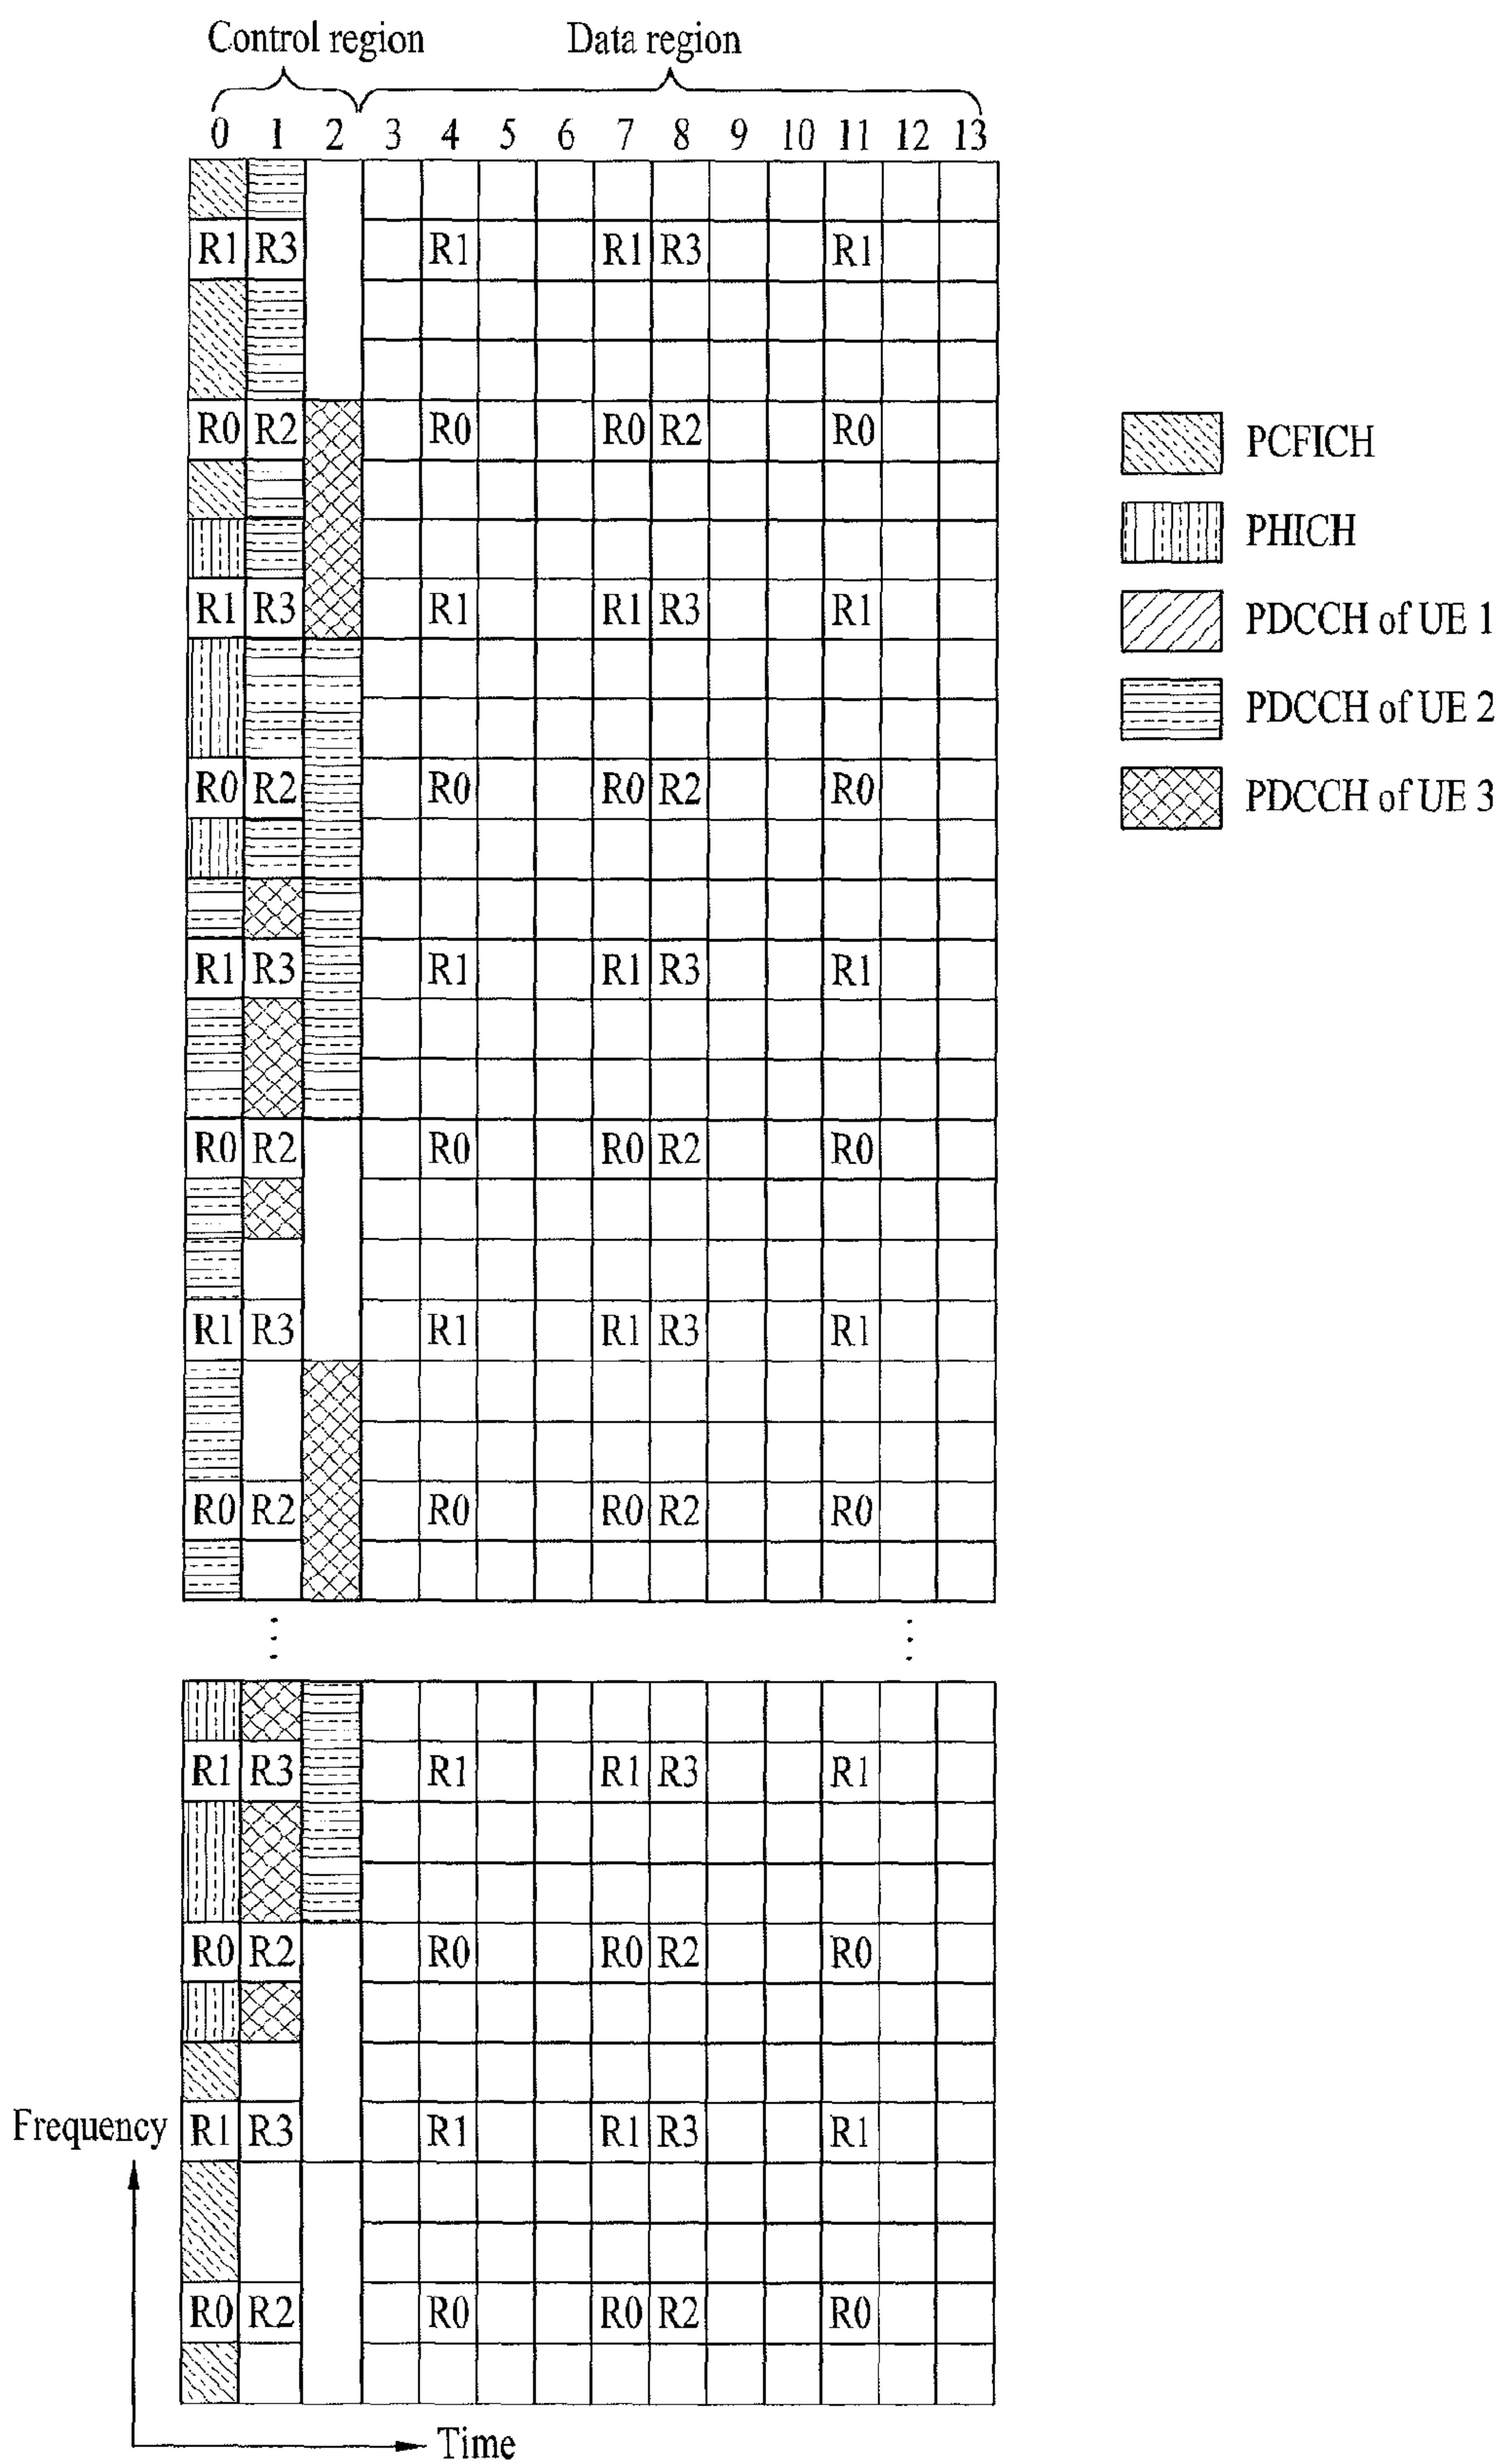 Control region Data region
0 1 2 3 4 5 6 7 8 9 10 11 12 13
R1 R3 R1 R1 R3 R1
R0 R2 R0 R0 R2 R0
R1 R3 R1 R1 R3 R1
R0 R2 R0 R0 R2 R0
R1 R3 R1 R1 R3 R1
R0 R2 R0 R0 R2 R0
R1 R3 R1 R1 R3 R1
R0 R2 R0 R0 R2 R0
R1 R3 R1 R1 R3 R1
R0 R2 R0 R0 R2 R0
R1 R3 R1 R1 R3 R1
R0 R2 R0 R0 R2 R0
PCFICH
PHICH
PDCCH of UE 1
PDCCH of UE 2
PDCCH of UE 3
Frequency
Time